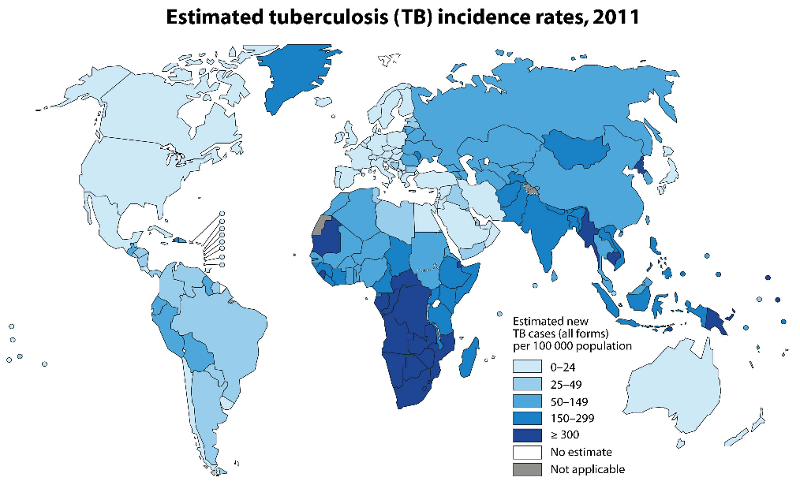 Estimated tuberculosis (TB) incidence rates, 2011
Estimated new
TB cases (all forms)
per 100 000 population
0–24
25–49
50–149
150–299
≥ 300
No estimate
Not applicable